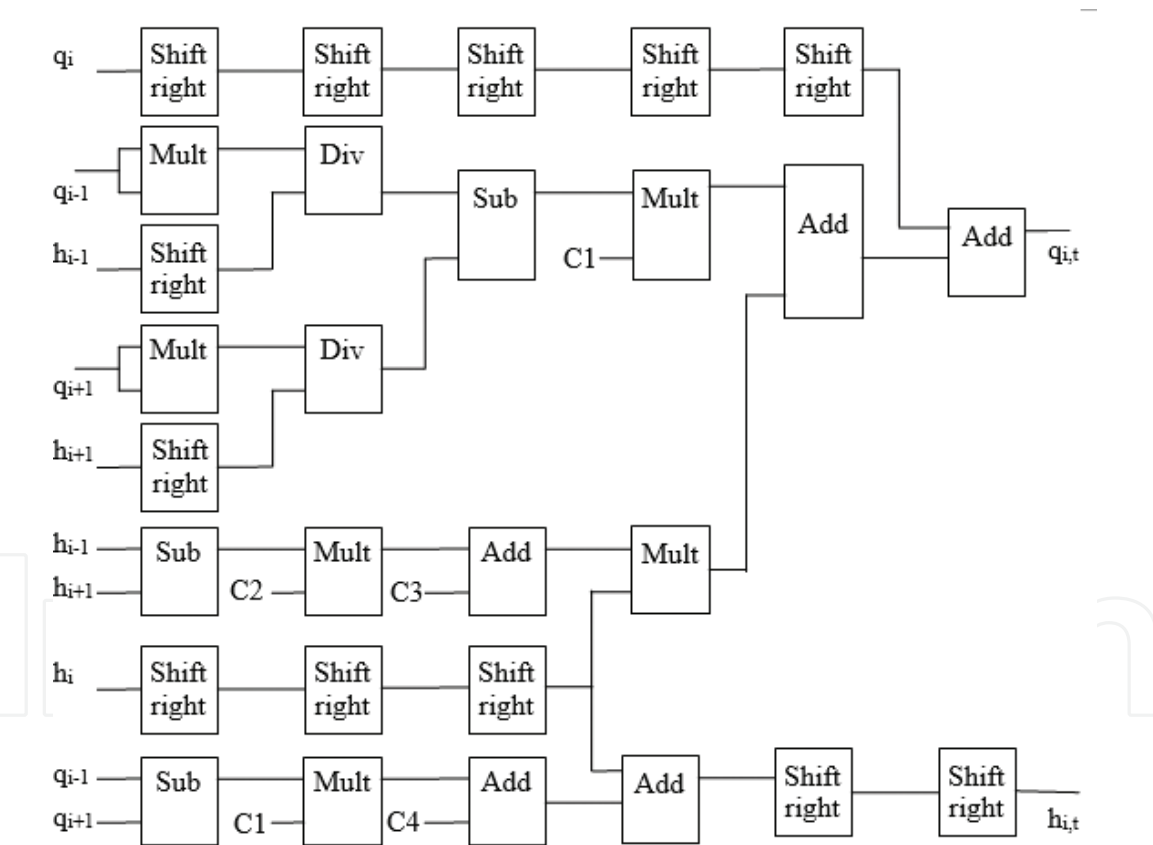 qi Shift right Shift right Shift right Shift right Shift right
qi-1 Mult Div Sub Mult Add Add qi,t
hi-1 Shift right C1
qi+1 Mult Div
hi+1 Shift right
hi-1 Sub Mult Add Mult
hi+1 C2 C3
hi Shift right Shift right Shift right
qi-1 Sub Mult Add Add Shift right Shift right
qi+1 C1 C4 hi,t